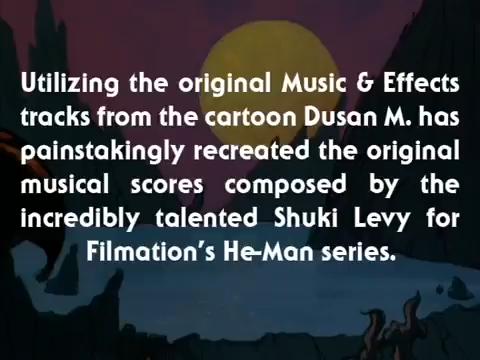 Utilizing the original Music & Effects
tracks from the cartoon Dusan M. has
painstakingly recreated the original
musical scores composed by the
incredibly talented Shuki Levy for
Filmation's He-Man series.